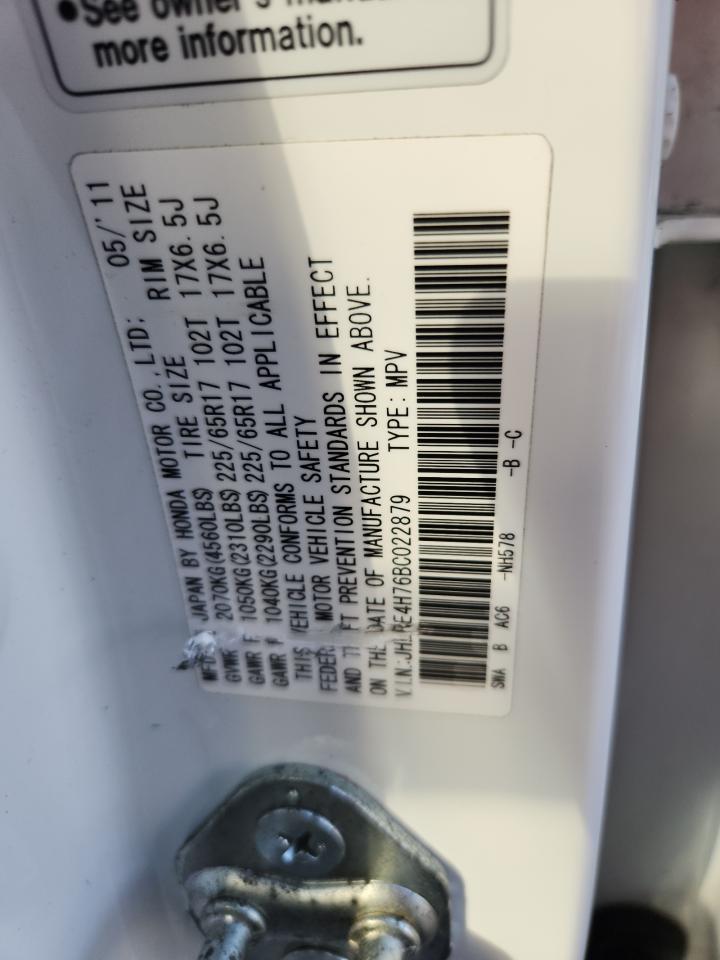 ●See owner's
more information.
JAPAN BY HONDA MOTOR CO., LTD; 05/'11
GVWR 2070KG(4560LBS) TIRE SIZE RIM SIZE
GAWR F 1050KG(2310LBS) 225/65R17 102T 17X6.5J
GAWR 1040KG(2290LBS) 225/65R17 102T 17X6.5J
THIS VEHICLE CONFORMS TO ALL APPLICABLE
FEDERAL MOTOR VEHICLE SAFETY
AND THEFT PREVENTION STANDARDS IN EFFECT
ON THE DATE OF MANUFACTURE SHOWN ABOVE.
V.I.N.:JHLRE4H76BC022879 TYPE: MPV
SWA B AC6 -NH578 -B -C